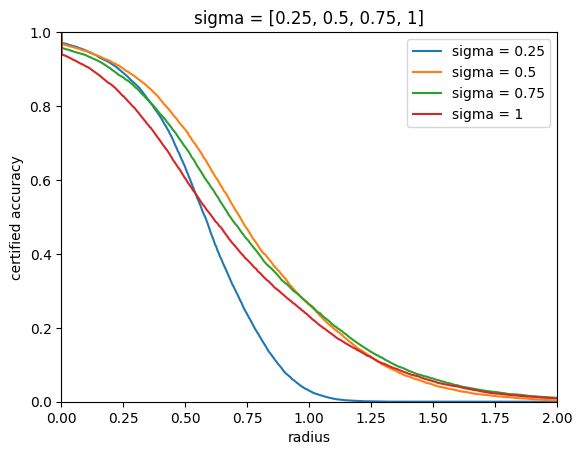 sigma = [0.25, 0.5, 0.75, 1]
sigma = 0.25
sigma = 0.5
sigma = 0.75
sigma = 1
certified accuracy
1.0
0.8
0.6
0.4
0.2
0.0
0.00 0.25 0.50 0.75 1.00 1.25 1.50 1.75 2.00
radius